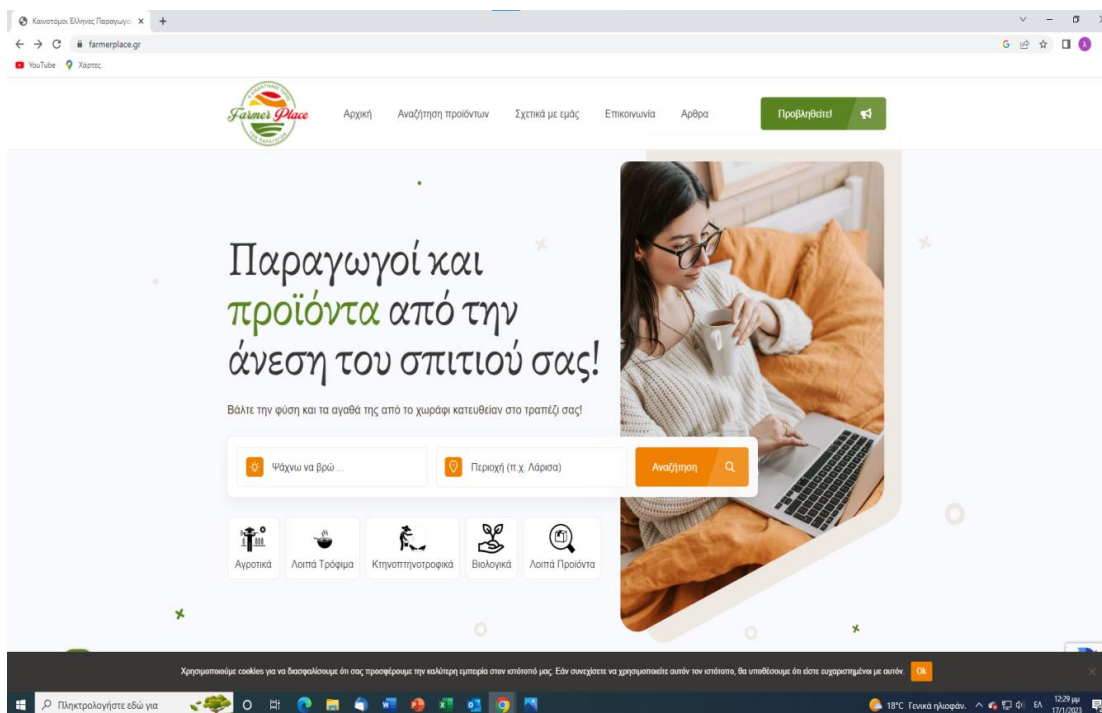 Καινοτόμοι Έλληνες Παραγωγοί
farmerplace.gr
YouTube
Χάρτες
Farmer Place
Αρχική
Αναζήτηση προϊόντων
Σχετικά με εμάς
Επικοινωνία
Αρθρα
Προβληθείτε!
Παραγωγοί και
προϊόντα από την
άνεση του σπιτιού σας!
Βάλτε την φύση και τα αγαθά της από το χωράφι κατευθείαν στο τραπέζι σας!
Ψάχνω να βρώ ...
Περιοχή (π.χ. Λάρισα)
Αναζήτηση
Αγροτικά
Λοιπά Τρόφιμα
Κτηνοπτηνοτροφικά
Βιολογικά
Λοιπά Προϊόντα
Χρησιμοποιούμε cookies για να διασφαλίσουμε ότι σας προσφέρουμε την καλύτερη εμπειρία στον ιστότοπό μας. Εάν συνεχίσετε να χρησιμοποιείτε αυτόν τον ιστότοπο, θα υποθέσουμε ότι είστε ευχαριστημένοι με αυτόν.
Ok
Πληκτρολογήστε εδώ για
18°C Γενικά ηλιοφάν.
ΕΛ
12:29 μμ
17/1/2023